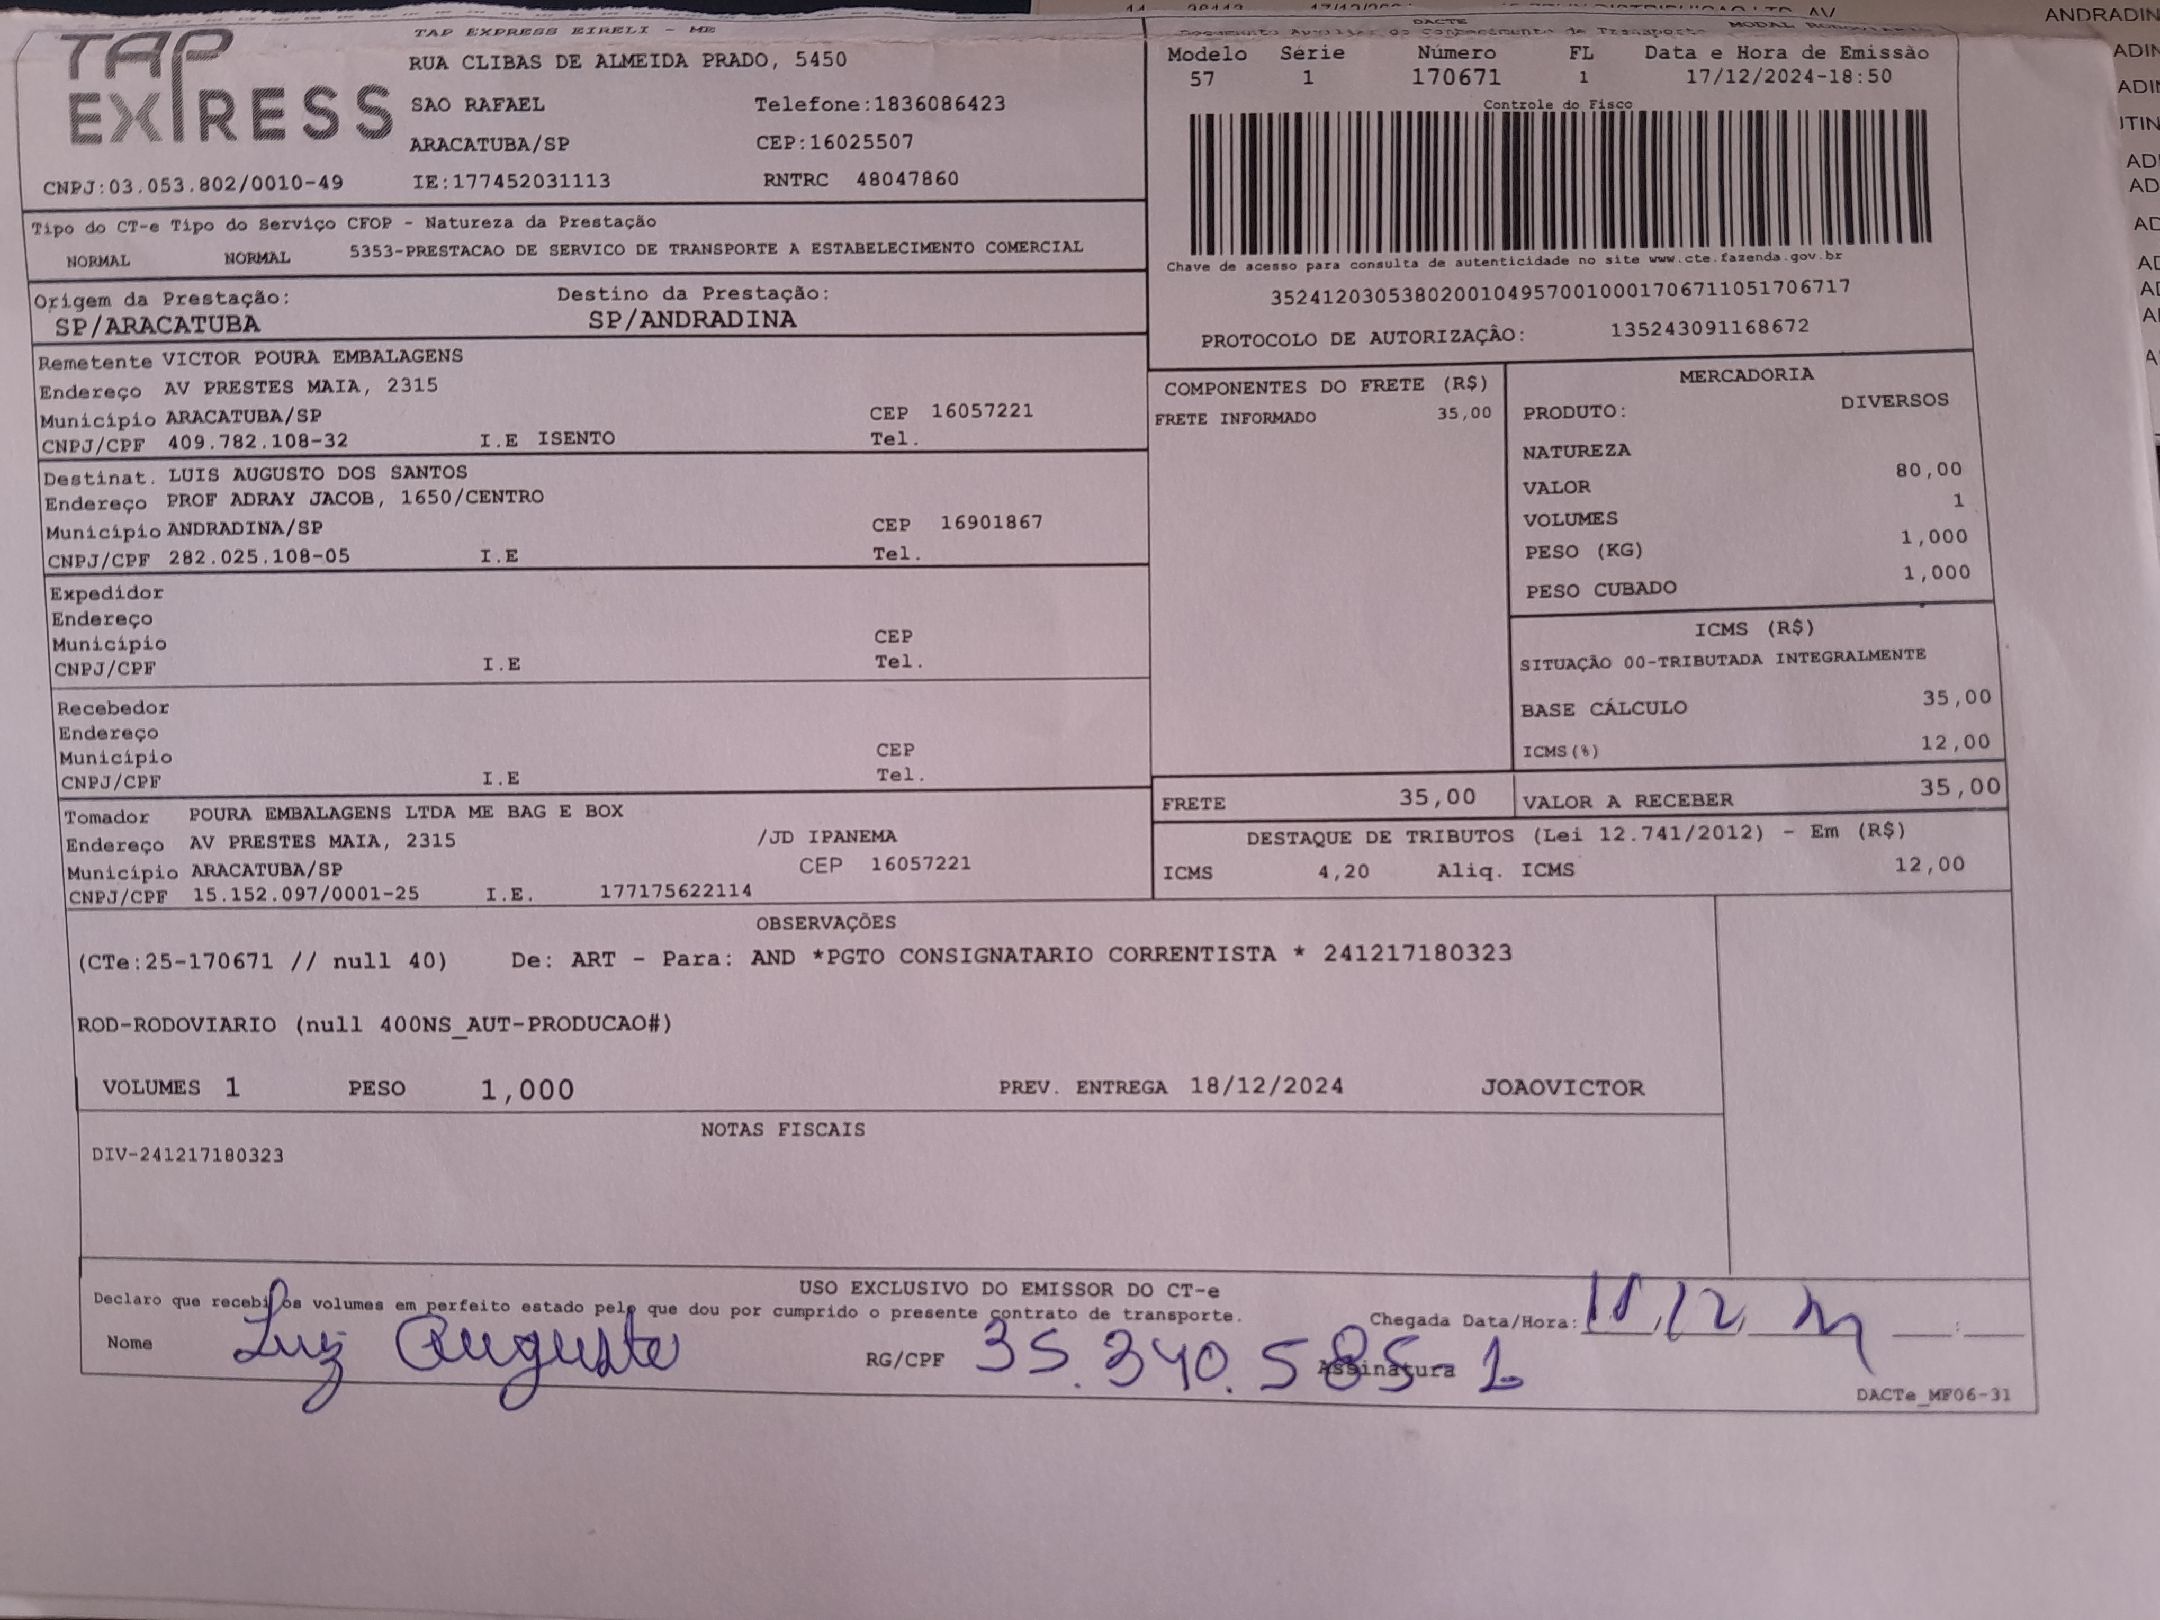 TAP EXPRESS
TAP EXPRESS EIRELI - ME
RUA CLIBAS DE ALMEIDA PRADO, 5450
SAO RAFAEL Telefone:1836086423
ARACATUBA/SP CEP:16025507
CNPJ:03.053.802/0010-49 IE:177452031113 RNTRC 48047860
DACTE
Documento Auxiliar do Conhecimento de Transporte MODAL RODOVIARIO
Modelo Série Número FL Data e Hora de Emissão
57 1 170671 1 17/12/2024-18:50
Controle do Fisco
Chave de acesso para consulta de autenticidade no site www.cte.fazenda.gov.br
35241203053802001049570010001706711051706717
PROTOCOLO DE AUTORIZAÇÃO: 135243091168672
Tipo do CT-e Tipo do Serviço CFOP - Natureza da Prestação
NORMAL NORMAL 5353-PRESTACAO DE SERVICO DE TRANSPORTE A ESTABELECIMENTO COMERCIAL
Origem da Prestação: Destino da Prestação:
SP/ARACATUBA SP/ANDRADINA
Remetente VICTOR POURA EMBALAGENS
Endereço AV PRESTES MAIA, 2315
Município ARACATUBA/SP CEP 16057221
CNPJ/CPF 409.782.108-32 I.E ISENTO Tel.
Destinat. LUIS AUGUSTO DOS SANTOS
Endereço PROF ADRAY JACOB, 1650/CENTRO
Município ANDRADINA/SP CEP 16901867
CNPJ/CPF 282.025.108-05 I.E Tel.
Expedidor
Endereço
Município CEP
CNPJ/CPF I.E Tel.
Recebedor
Endereço
Município CEP
CNPJ/CPF I.E Tel.
Tomador POURA EMBALAGENS LTDA ME BAG E BOX
Endereço AV PRESTES MAIA, 2315 /JD IPANEMA
Município ARACATUBA/SP CEP 16057221
CNPJ/CPF 15.152.097/0001-25 I.E. 177175622114
COMPONENTES DO FRETE (R$)
FRETE INFORMADO 35,00
MERCADORIA
PRODUTO: DIVERSOS
NATUREZA
VALOR 80,00
VOLUMES 1
PESO (KG) 1,000
PESO CUBADO 1,000
ICMS (R$)
SITUAÇÃO 00-TRIBUTADA INTEGRALMENTE
BASE CÁLCULO 35,00
ICMS(%) 12,00
FRETE 35,00 VALOR A RECEBER 35,00
DESTAQUE DE TRIBUTOS (Lei 12.741/2012) - Em (R$)
ICMS 4,20 Aliq. ICMS 12,00
OBSERVAÇÕES
(CTe:25-170671 // null 40) De: ART - Para: AND *PGTO CONSIGNATARIO CORRENTISTA * 241217180323
ROD-RODOVIARIO (null 400NS_AUT-PRODUCAO#)
VOLUMES 1 PESO 1,000 PREV. ENTREGA 18/12/2024 JOAOVICTOR
NOTAS FISCAIS
DIV-241217180323
USO EXCLUSIVO DO EMISSOR DO CT-e
Declaro que recebi os volumes em perfeito estado pelo que dou por cumprido o presente contrato de transporte. Chegada Data/Hora:
Nome Luiz Augusto RG/CPF 35.340.585-1 Assinatura
DACTe_MF06-31
ANDRADIN